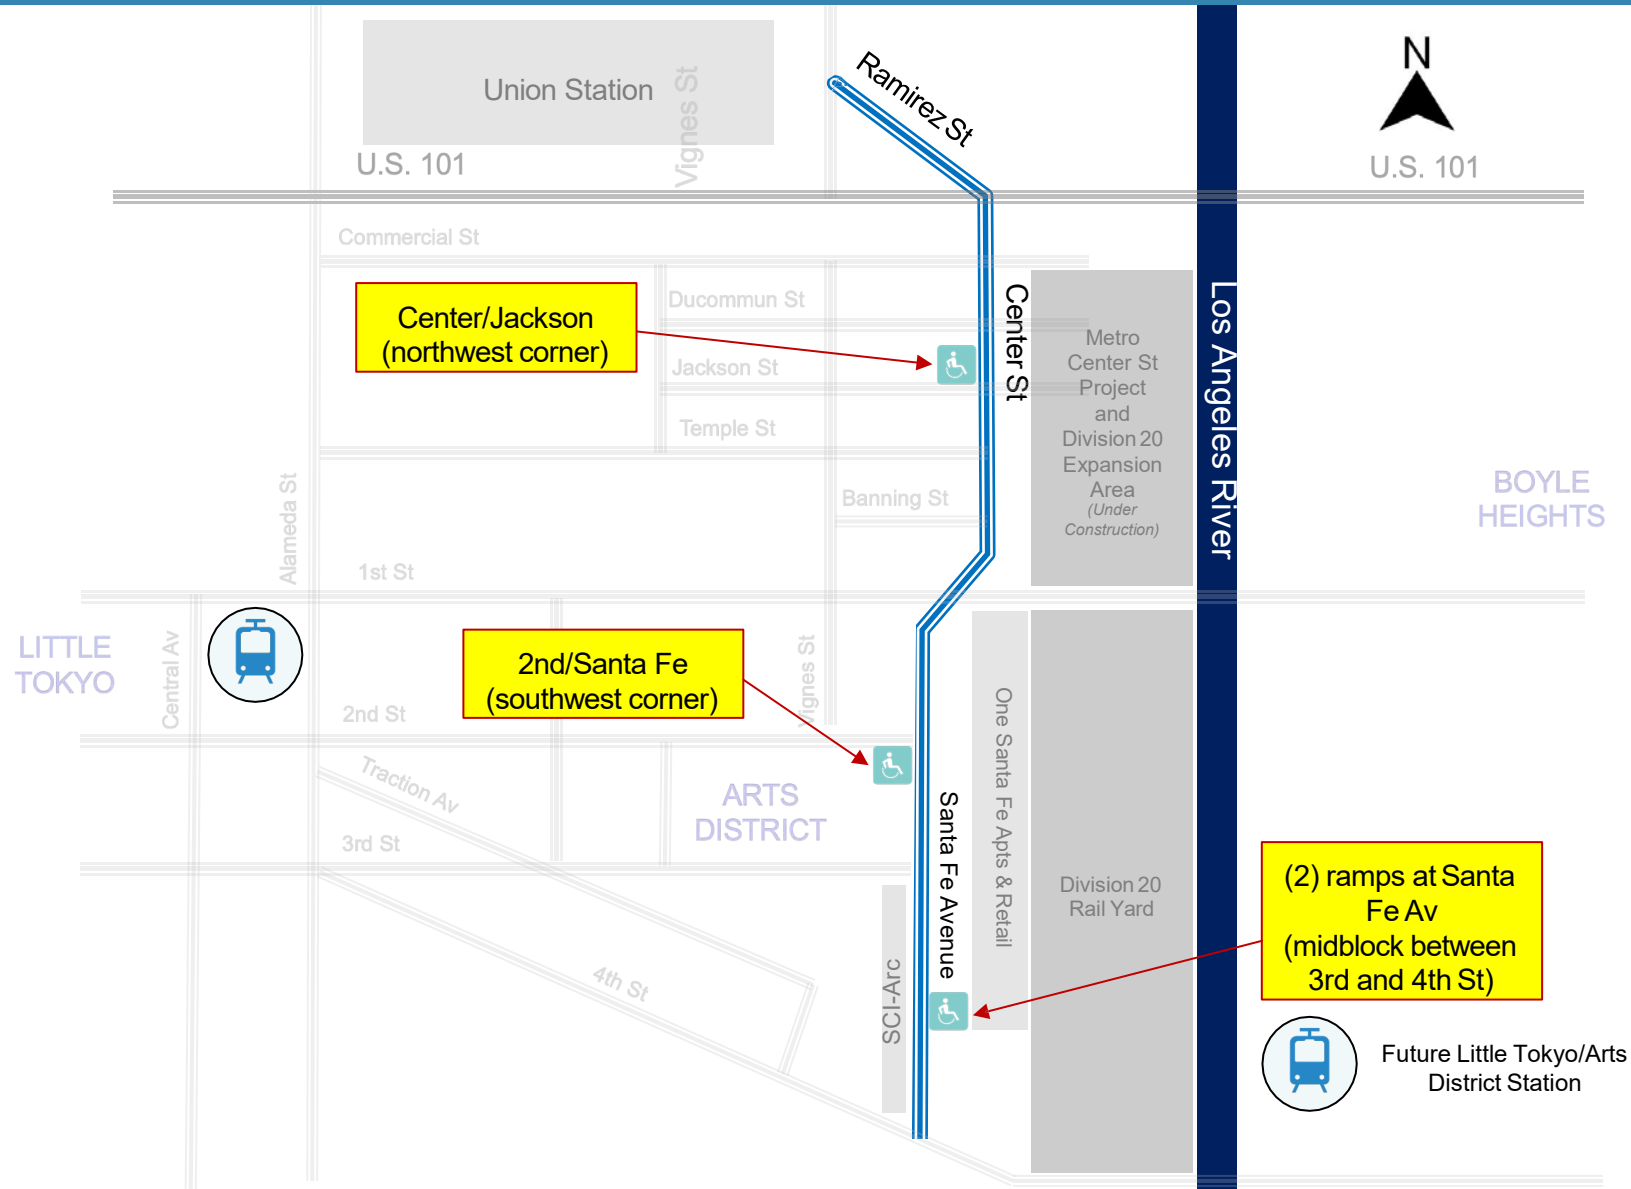 Union Station
Vignes St
Ramirez St
N
U.S. 101
U.S. 101
Commercial St
Center/Jackson
(northwest corner)
Ducommun St
Jackson St
Temple St
Center St
Metro
Center St
Project
and
Division 20
Expansion
Area
(Under
Construction)
Los Angeles River
Banning St
Alameda St
BOYLE
HEIGHTS
1st St
LITTLE
TOKYO
Central Av
2nd/Santa Fe
(southwest corner)
Vignes St
2nd St
Traction Av
ARTS
DISTRICT
3rd St
Santa Fe Avenue
One Santa Fe Apts & Retail
Division 20
Rail Yard
(2) ramps at Santa
Fe Av
(midblock between
3rd and 4th St)
4th St
SCI-Arc
Future Little Tokyo/Arts
District Station